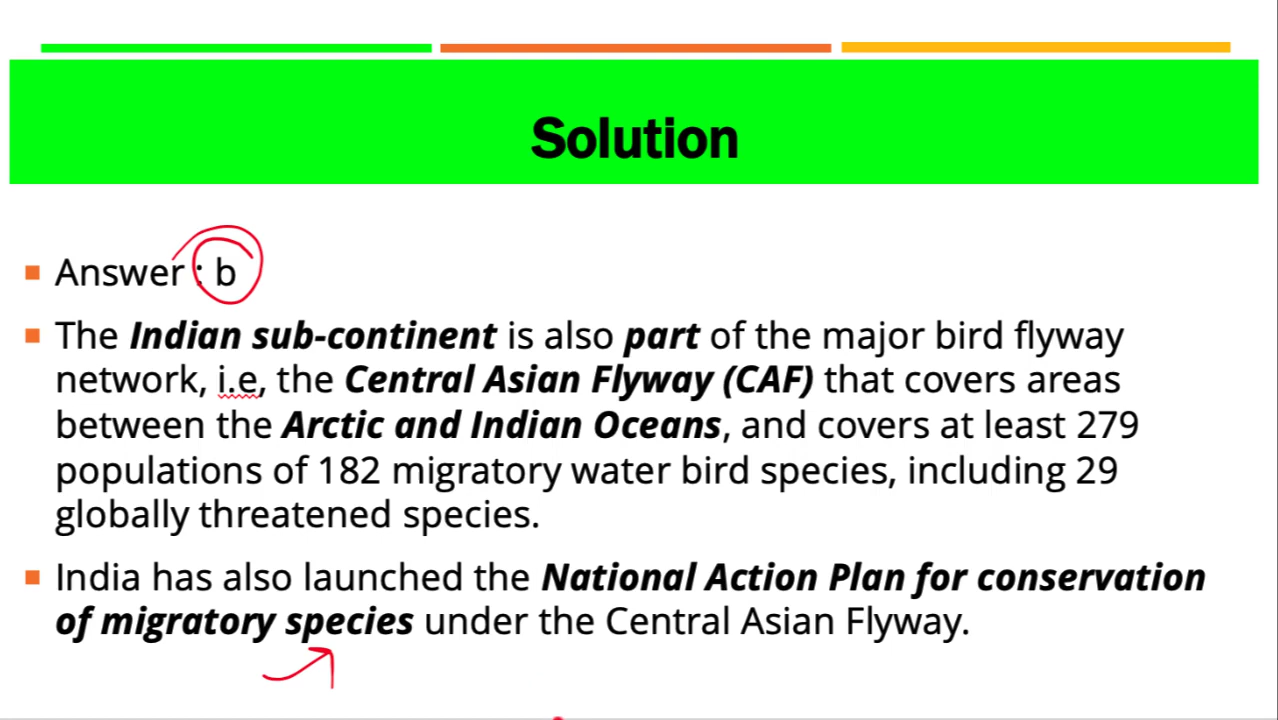 Solution
Answer : b
The Indian sub-continent is also part of the major bird flyway
network, i.e, the Central Asian Flyway (CAF) that covers areas
between the Arctic and Indian Oceans, and covers at least 279
populations of 182 migratory water bird species, including 29
globally threatened species.
India has also launched the National Action Plan for conservation
of migratory species under the Central Asian Flyway.